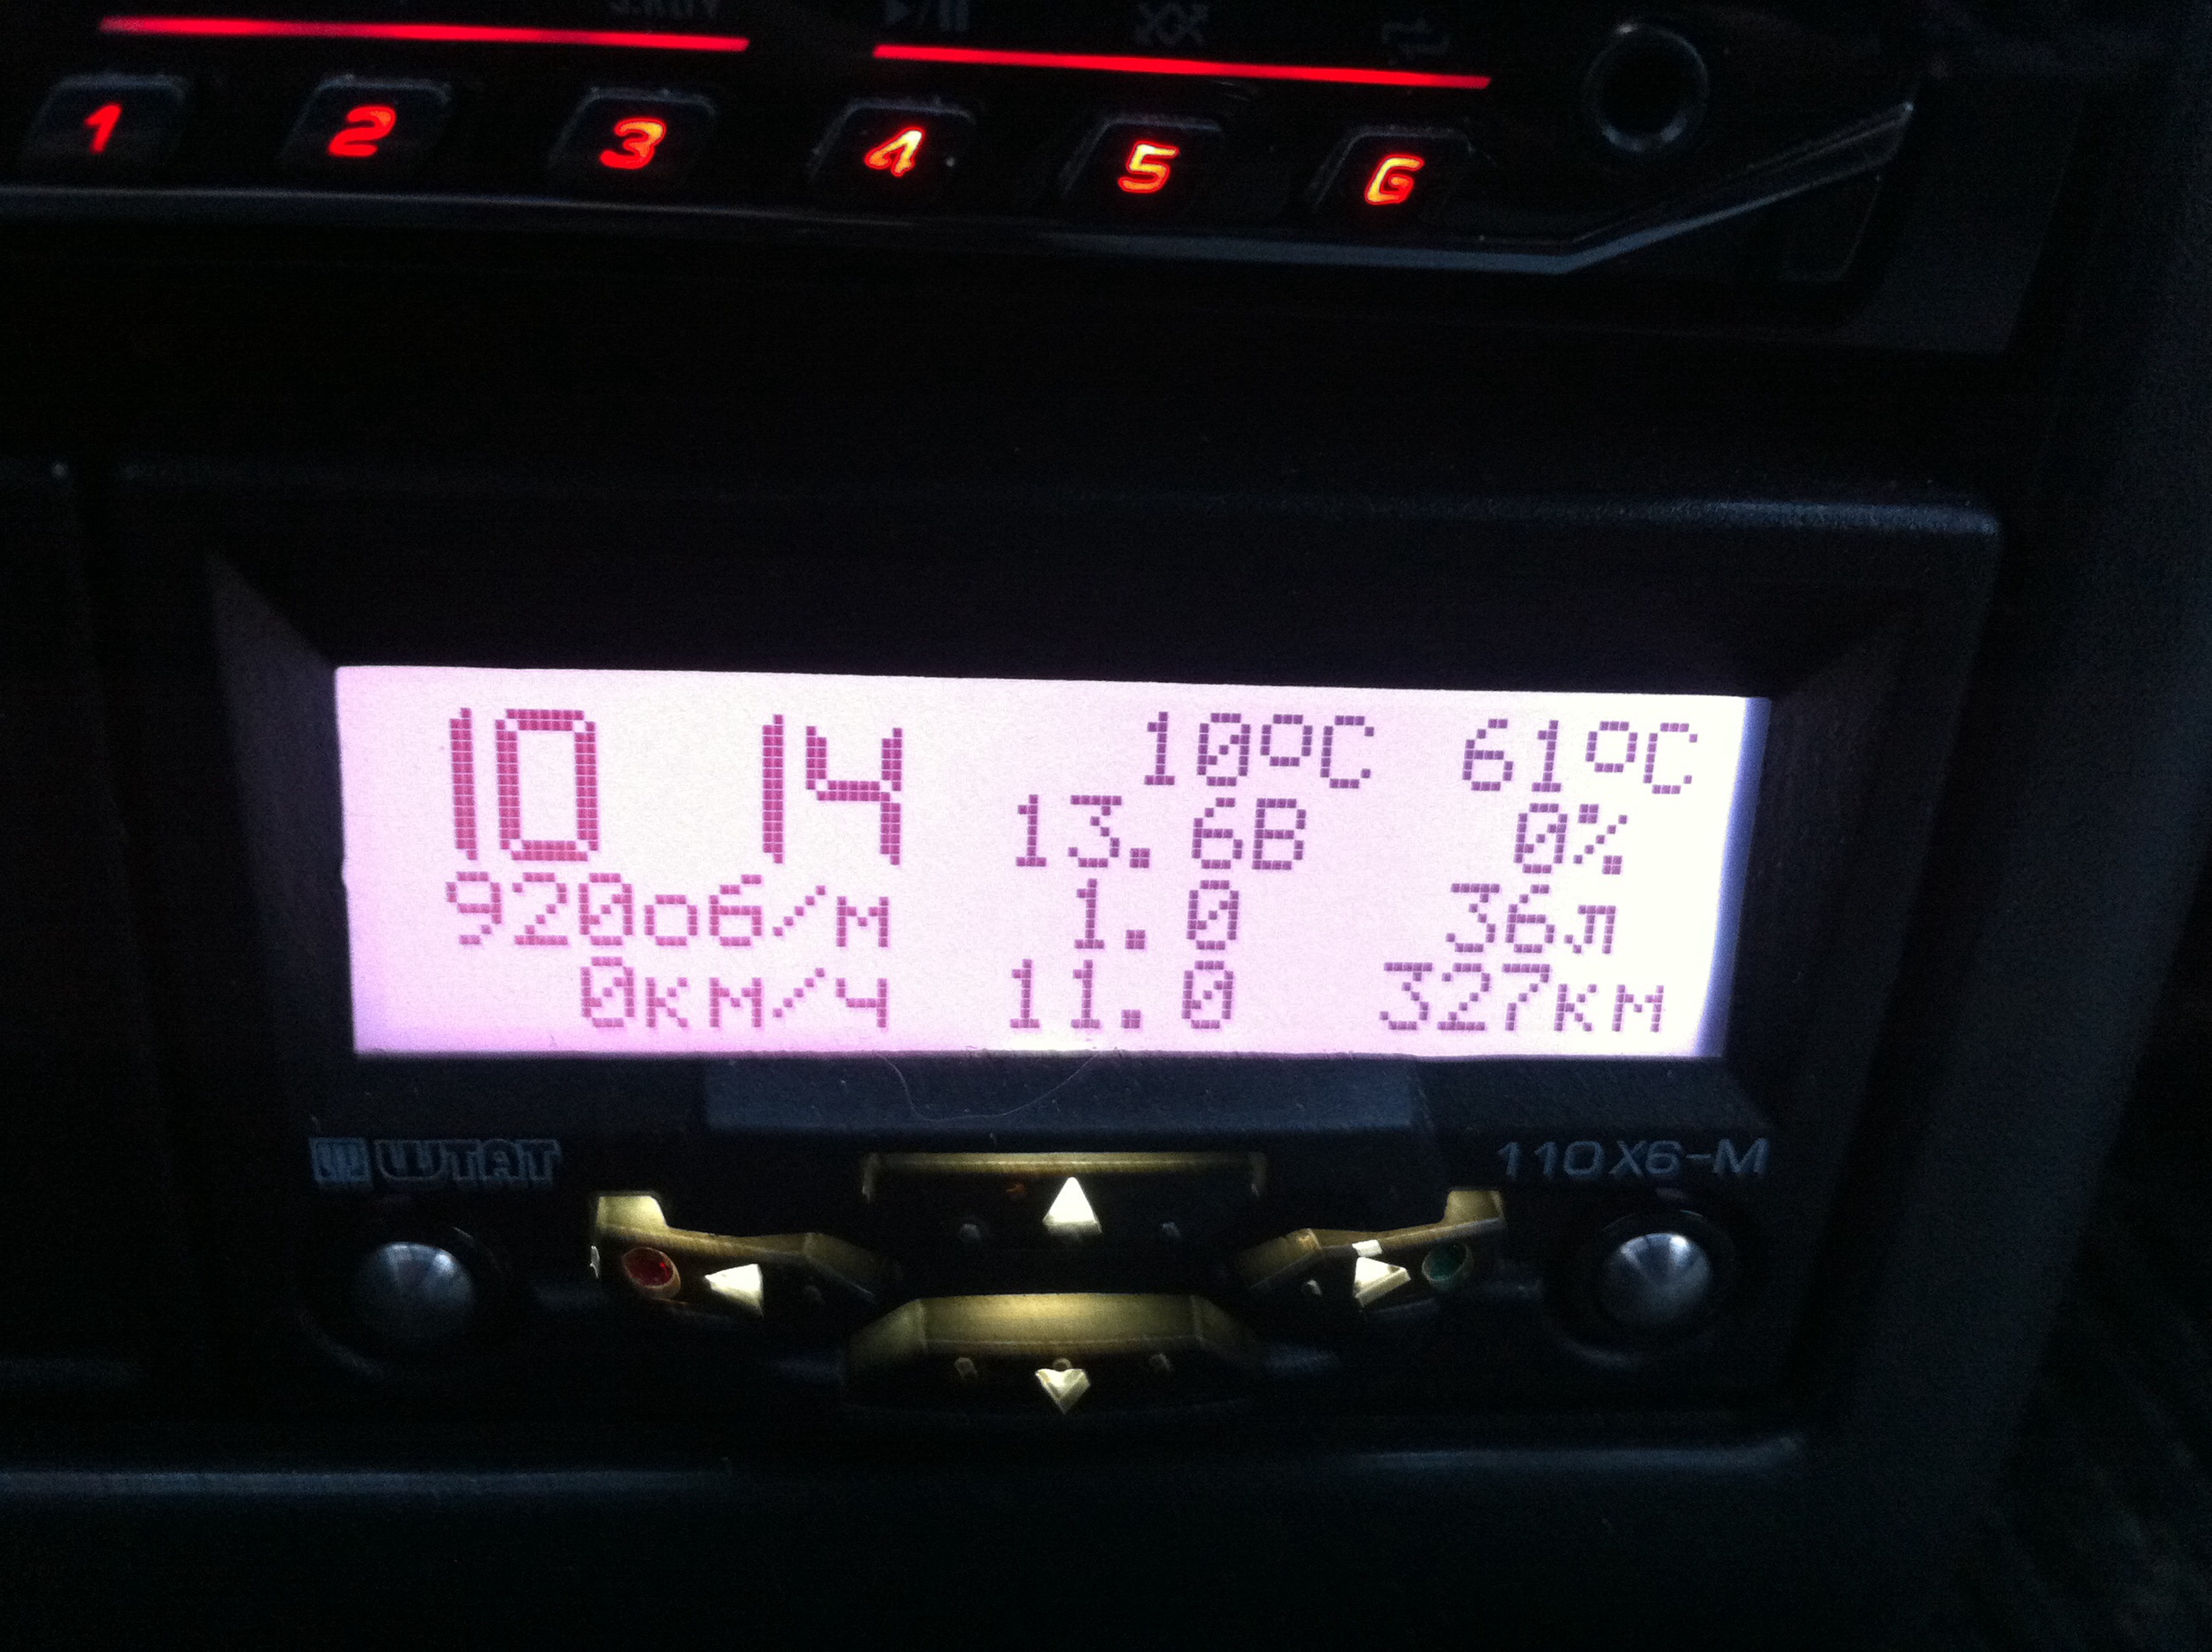 1 2 3 4 5 6
10 14 10°C 61°C
13.6В 0%
920об/м 1.0 36л
0км/ч 11.0 327км
ШТАТ 110X6-M